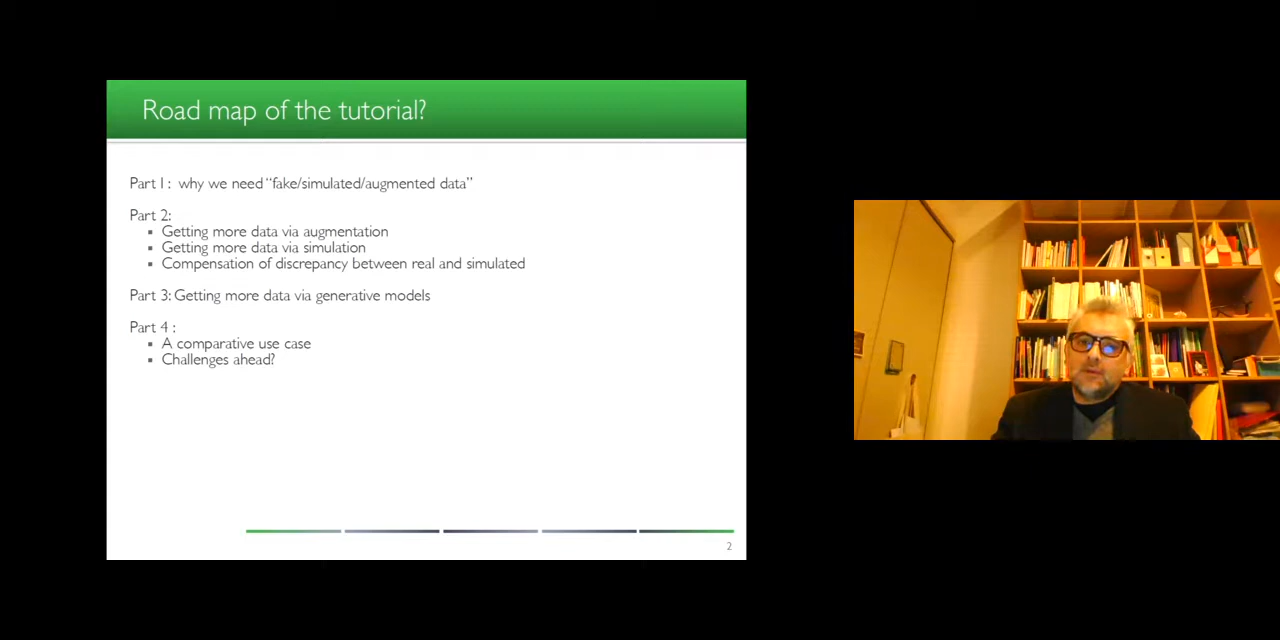 Road map of the tutorial?
Part 1: why we need “fake/simulated/augmented data”
Part 2:
▪ Getting more data via augmentation
▪ Getting more data via simulation
▪ Compensation of discrepancy between real and simulated
Part 3: Getting more data via generative models
Part 4 :
▪ A comparative use case
▪ Challenges ahead?
2